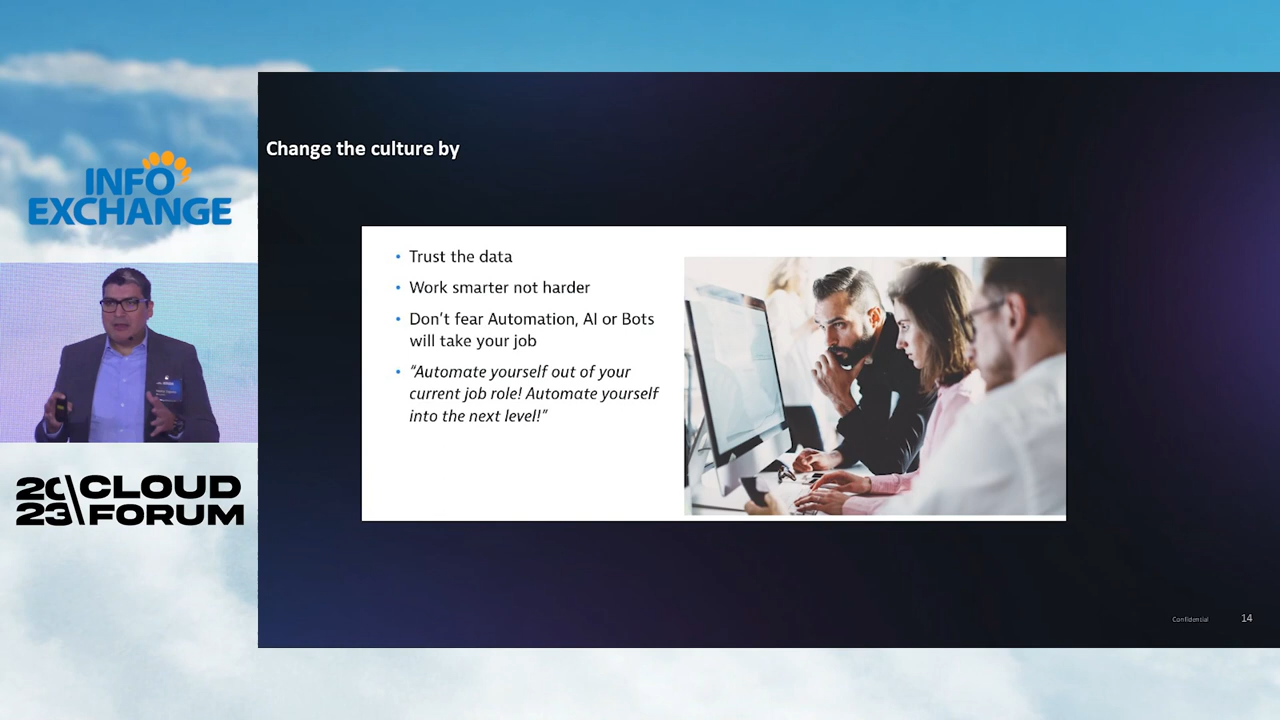 INFO
EXCHANGE
20\CLOUD
23\FORUM
Change the culture by
• Trust the data
• Work smarter not harder
• Don’t fear Automation, AI or Bots
will take your job
• “Automate yourself out of your
current job role! Automate yourself
into the next level!”
Confidential
14